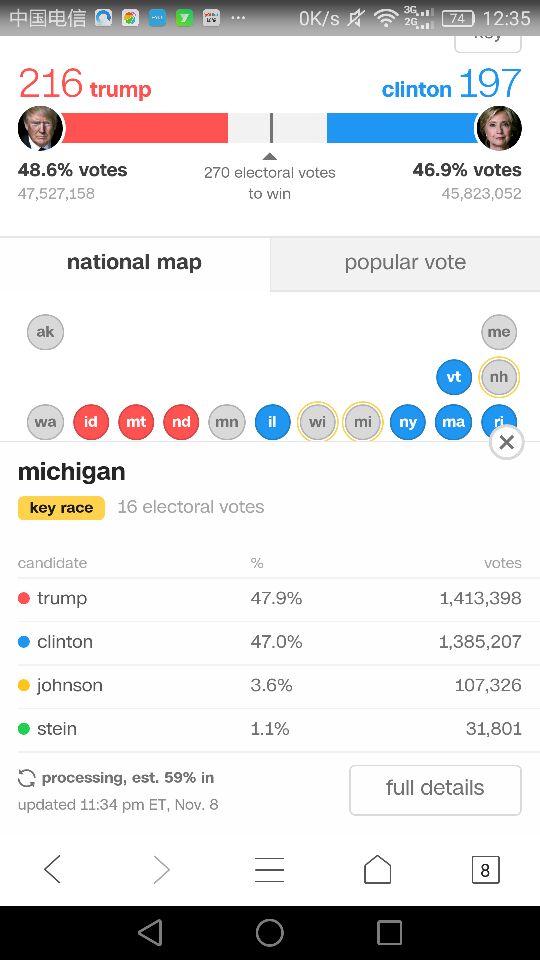 中国电信 ••• 0K/s 3G 2G 74 12:35
key
216 trump clinton 197
48.6% votes 270 electoral votes 46.9% votes
47,527,158 to win 45,823,052
national map popular vote
ak me
vt nh
wa id mt nd mn il wi mi ny ma ri
michigan
key race 16 electoral votes
candidate % votes
trump 47.9% 1,413,398
clinton 47.0% 1,385,207
johnson 3.6% 107,326
stein 1.1% 31,801
processing, est. 59% in
updated 11:34 pm ET, Nov. 8
full details
8